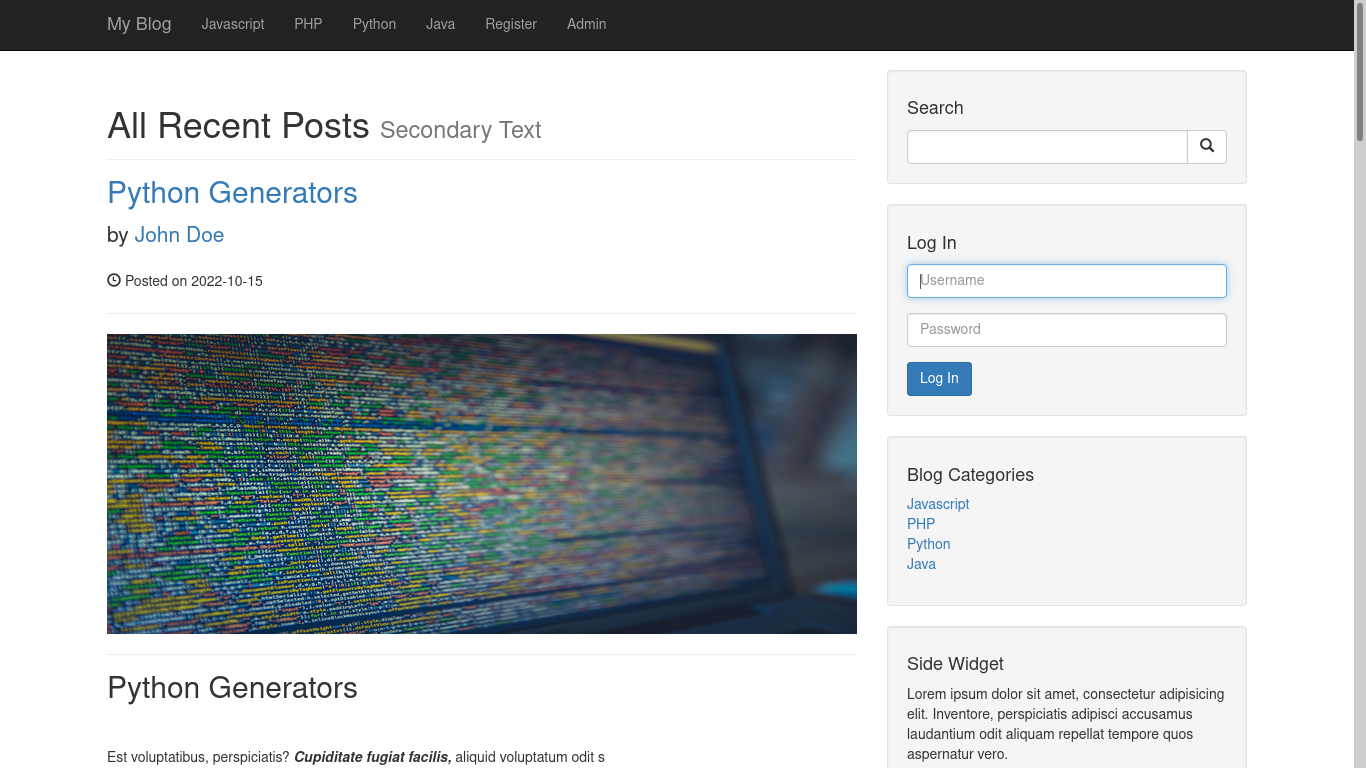 My Blog Javascript PHP Python Java Register Admin
All Recent Posts Secondary Text
Python Generators
by John Doe
Posted on 2022-10-15
Python Generators
Est voluptatibus, perspiciatis? Cupiditate fugiat facilis, aliquid voluptatum odit s
Search
Log In
Username
Password
Log In
Blog Categories
Javascript
PHP
Python
Java
Side Widget
Lorem ipsum dolor sit amet, consectetur adipisicing
elit. Inventore, perspiciatis adipisci accusamus
laudantium odit aliquam repellat tempore quos
aspernatur vero.